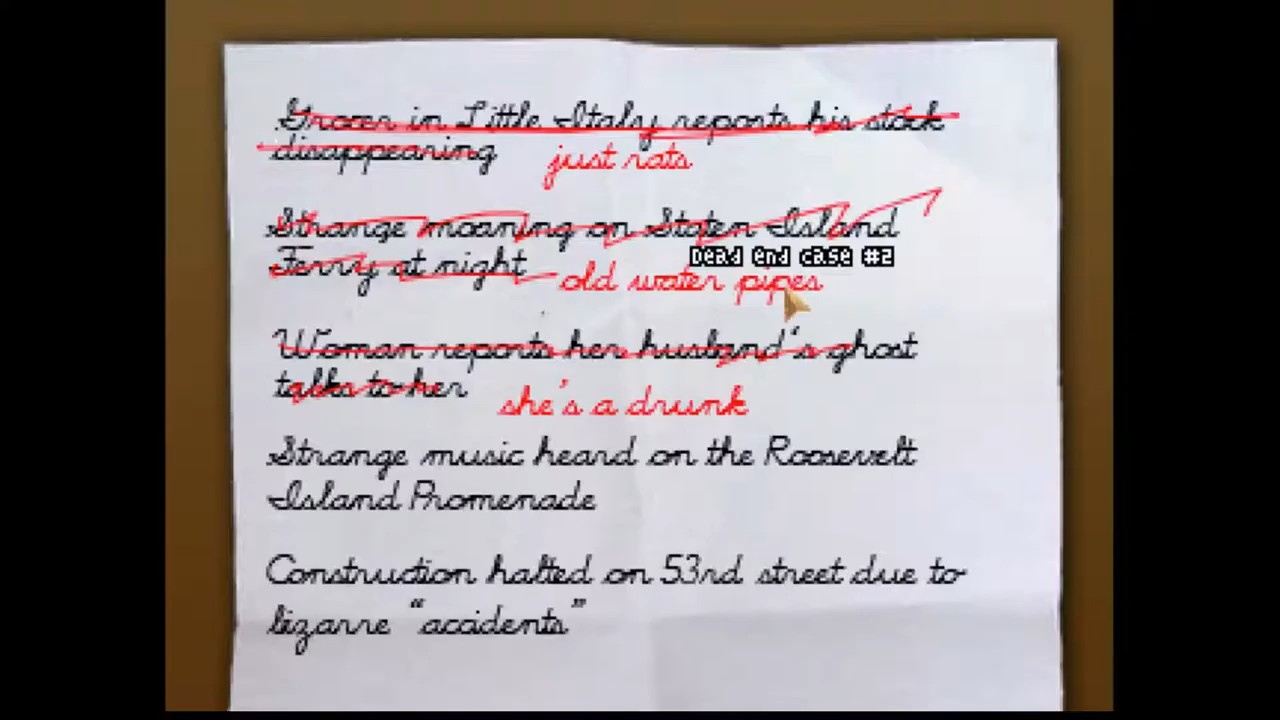 Grocer in Little Italy reports his stock
disappearing just rats
Strange moaning on Staten Island
Dead end case #2
Ferry at night old water pipes
Woman reports her husband's ghost
talks to her she's a drunk
Strange music heard on the Roosevelt
Island Promenade
Construction halted on 53rd street due to
bizarre "accidents"